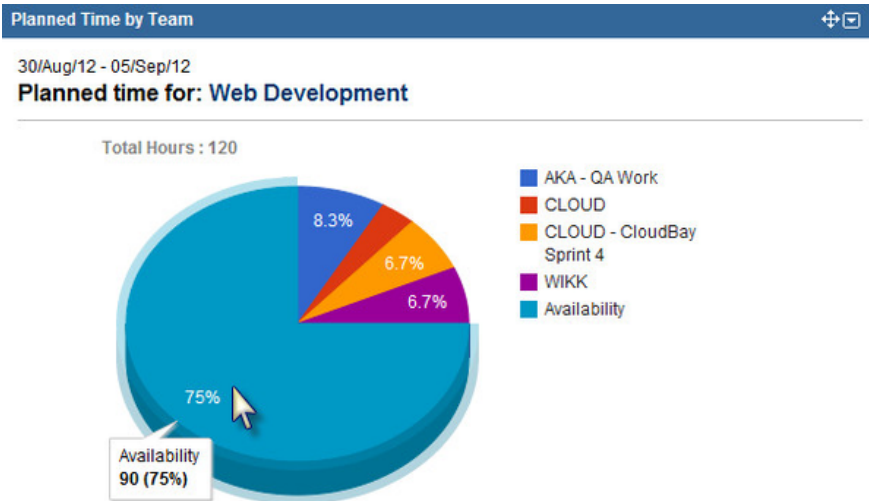 Planned Time by Team
30/Aug/12 - 05/Sep/12
Planned time for: Web Development
Total Hours : 120
AKA - QA Work
CLOUD
CLOUD - CloudBay
Sprint 4
WIKK
Availability
8.3%
6.7%
6.7%
75%
Availability
90 (75%)